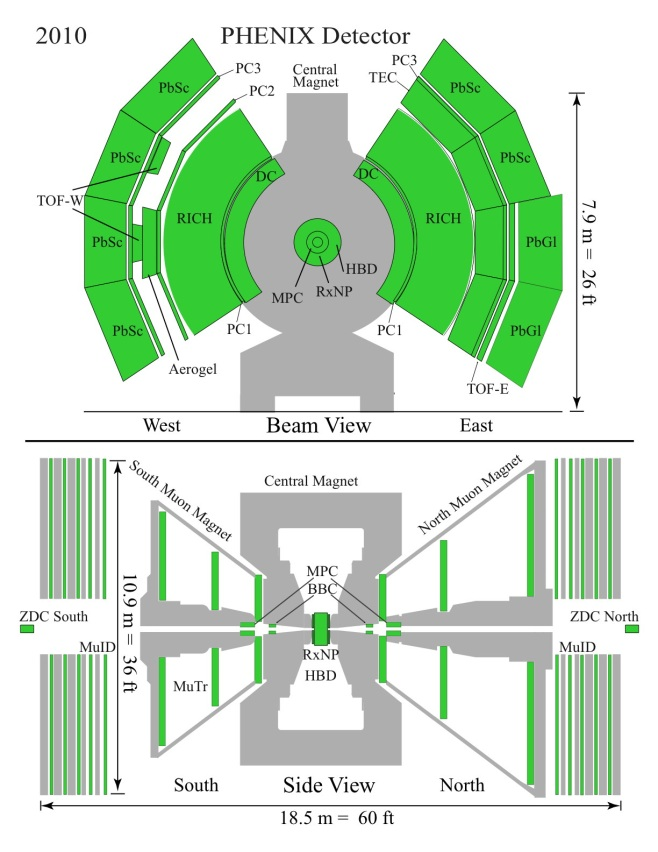 2010
PHENIX Detector
Central
Magnet
PC3
PC2
PC3
TEC
PbSc
PbSc
PbSc
PbSc
DC
DC
TOF-W
RICH
RICH
PbSc
PbGl
HBD
RxNP
MPC
PbSc
PC1
PC1
PbGl
Aerogel
TOF-E
7.9 m = 26 ft
West
Beam View
East
South Muon Magnet
Central Magnet
North Muon Magnet
10.9 m = 36 ft
MPC
BBC
ZDC South
ZDC North
MuID
MuID
RxNP
HBD
MuTr
South
Side View
North
18.5 m = 60 ft